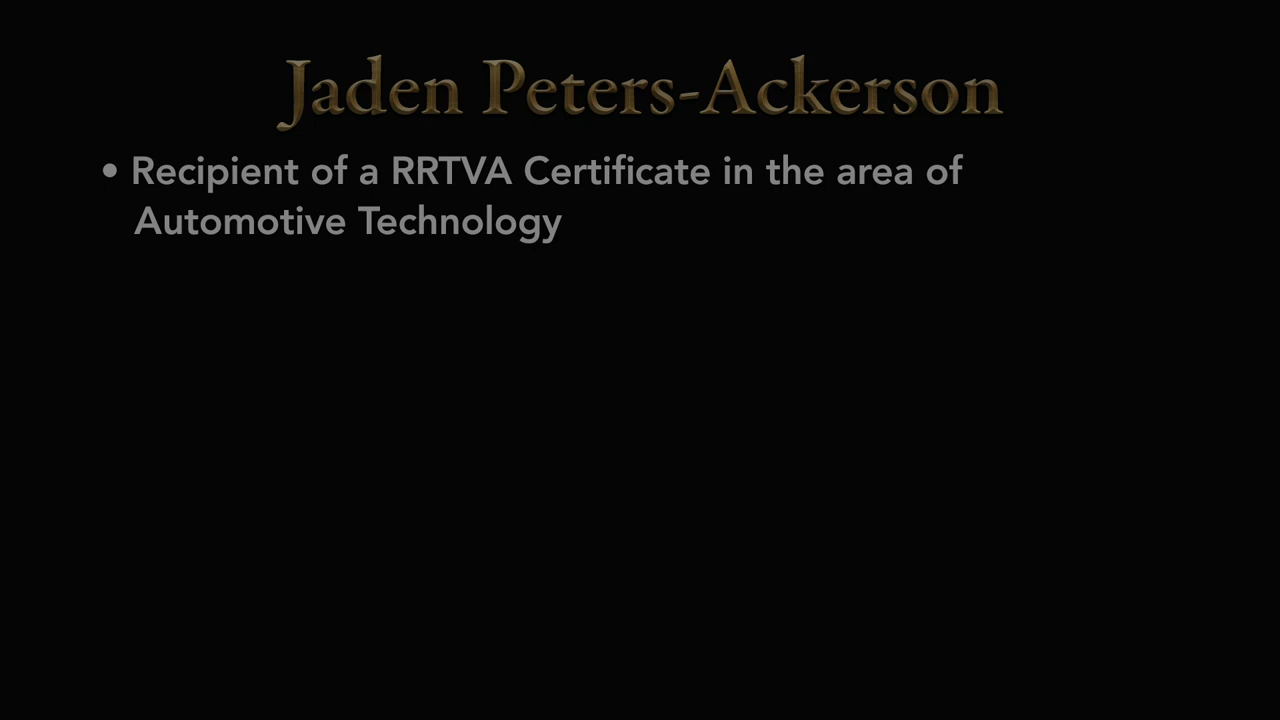 Jaden Peters-Ackerson
• Recipient of a RRTVA Certificate in the area of
Automotive Technology